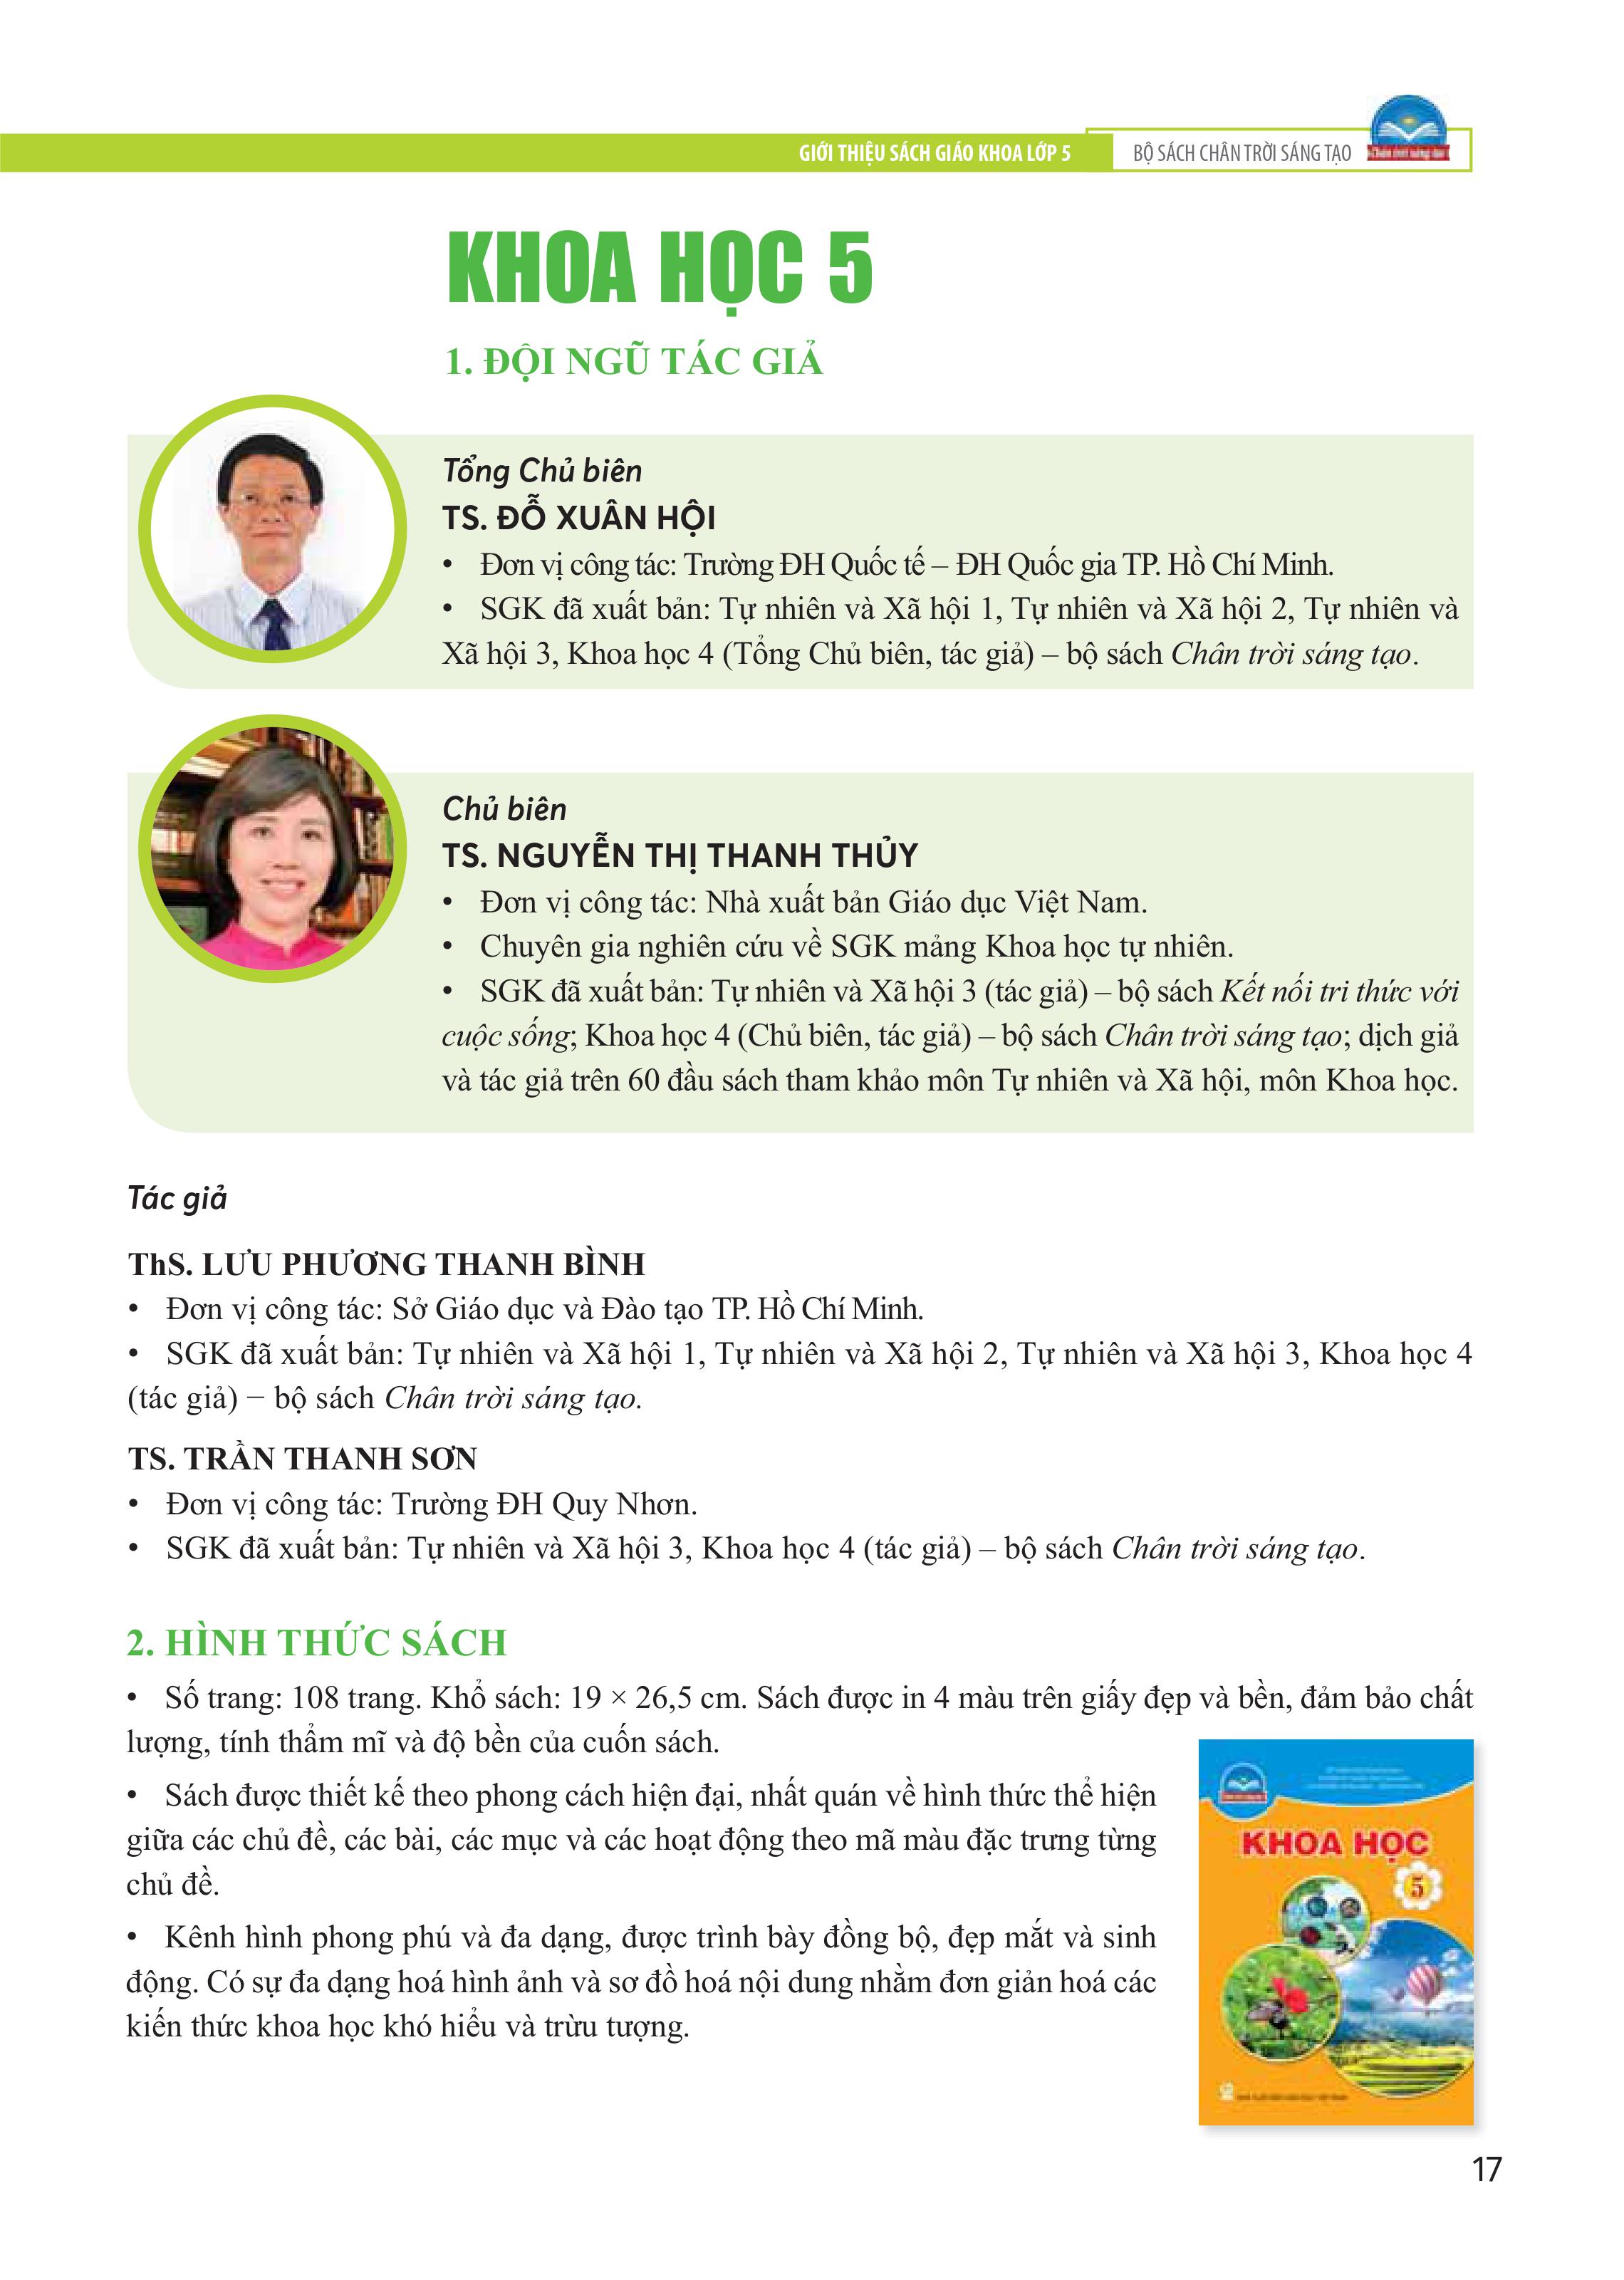 GIỚI THIỆU SÁCH GIÁO KHOA LỚP 5
BỘ SÁCH CHÂN TRỜI SÁNG TẠO
KHOA HỌC 5
1. ĐỘI NGŨ TÁC GIẢ
Tổng Chủ biên
TS. ĐỖ XUÂN HỘI
• Đơn vị công tác: Trường ĐH Quốc tế – ĐH Quốc gia TP. Hồ Chí Minh.
• SGK đã xuất bản: Tự nhiên và Xã hội 1, Tự nhiên và Xã hội 2, Tự nhiên và
Xã hội 3, Khoa học 4 (Tổng Chủ biên, tác giả) – bộ sách Chân trời sáng tạo.
Chủ biên
TS. NGUYỄN THỊ THANH THỦY
• Đơn vị công tác: Nhà xuất bản Giáo dục Việt Nam.
• Chuyên gia nghiên cứu về SGK mảng Khoa học tự nhiên.
• SGK đã xuất bản: Tự nhiên và Xã hội 3 (tác giả) – bộ sách Kết nối tri thức với
cuộc sống; Khoa học 4 (Chủ biên, tác giả) – bộ sách Chân trời sáng tạo; dịch giả
và tác giả trên 60 đầu sách tham khảo môn Tự nhiên và Xã hội, môn Khoa học.
Tác giả
ThS. LƯU PHƯƠNG THANH BÌNH
• Đơn vị công tác: Sở Giáo dục và Đào tạo TP. Hồ Chí Minh.
• SGK đã xuất bản: Tự nhiên và Xã hội 1, Tự nhiên và Xã hội 2, Tự nhiên và Xã hội 3, Khoa học 4
(tác giả) − bộ sách Chân trời sáng tạo.
TS. TRẦN THANH SƠN
• Đơn vị công tác: Trường ĐH Quy Nhơn.
• SGK đã xuất bản: Tự nhiên và Xã hội 3, Khoa học 4 (tác giả) – bộ sách Chân trời sáng tạo.
2. HÌNH THỨC SÁCH
• Số trang: 108 trang. Khổ sách: 19 × 26,5 cm. Sách được in 4 màu trên giấy đẹp và bền, đảm bảo chất
lượng, tính thẩm mĩ và độ bền của cuốn sách.
• Sách được thiết kế theo phong cách hiện đại, nhất quán về hình thức thể hiện
giữa các chủ đề, các bài, các mục và các hoạt động theo mã màu đặc trưng từng
chủ đề.
• Kênh hình phong phú và đa dạng, được trình bày đồng bộ, đẹp mắt và sinh
động. Có sự đa dạng hoá hình ảnh và sơ đồ hoá nội dung nhằm đơn giản hoá các
kiến thức khoa học khó hiểu và trừu tượng.
KHOA HỌC
5
17